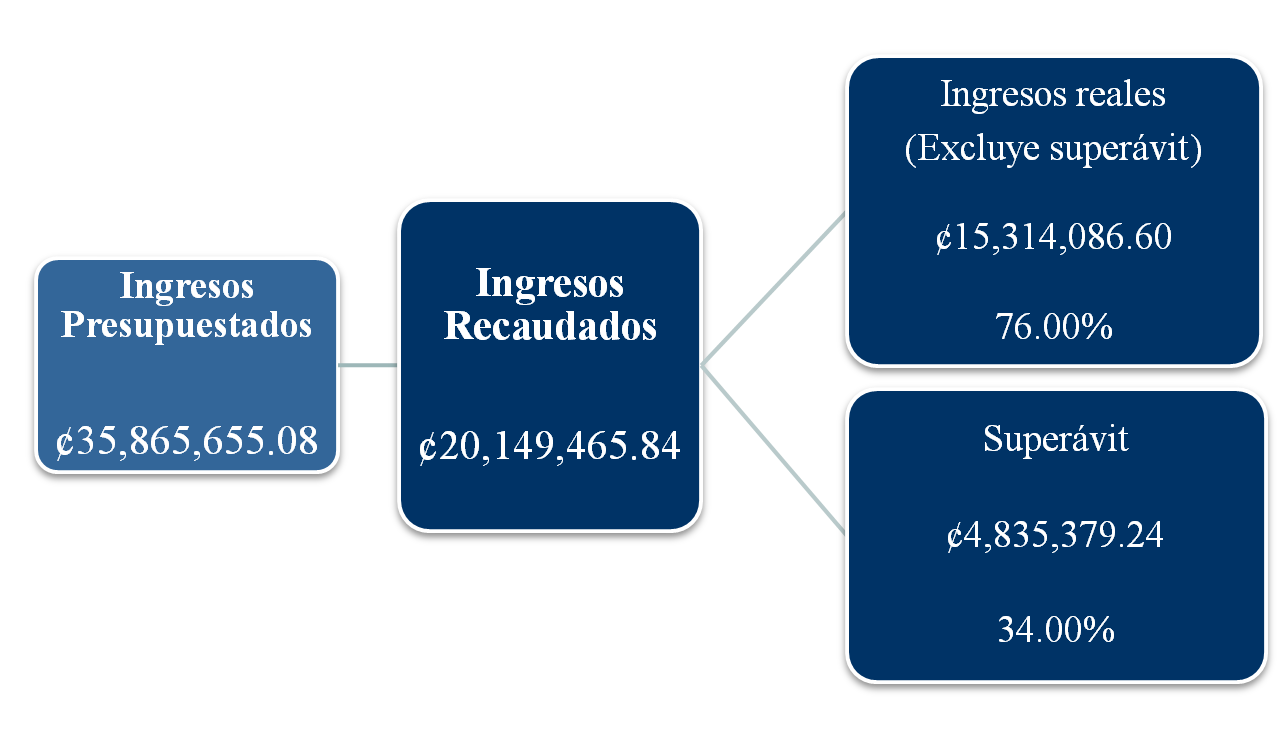 Ingresos
Presupuestados
¢35,865,655.08
Ingresos
Recaudados
¢20,149,465.84
Ingresos reales
(Excluye superávit)
¢15,314,086.60
76.00%
Superávit
¢4,835,379.24
34.00%